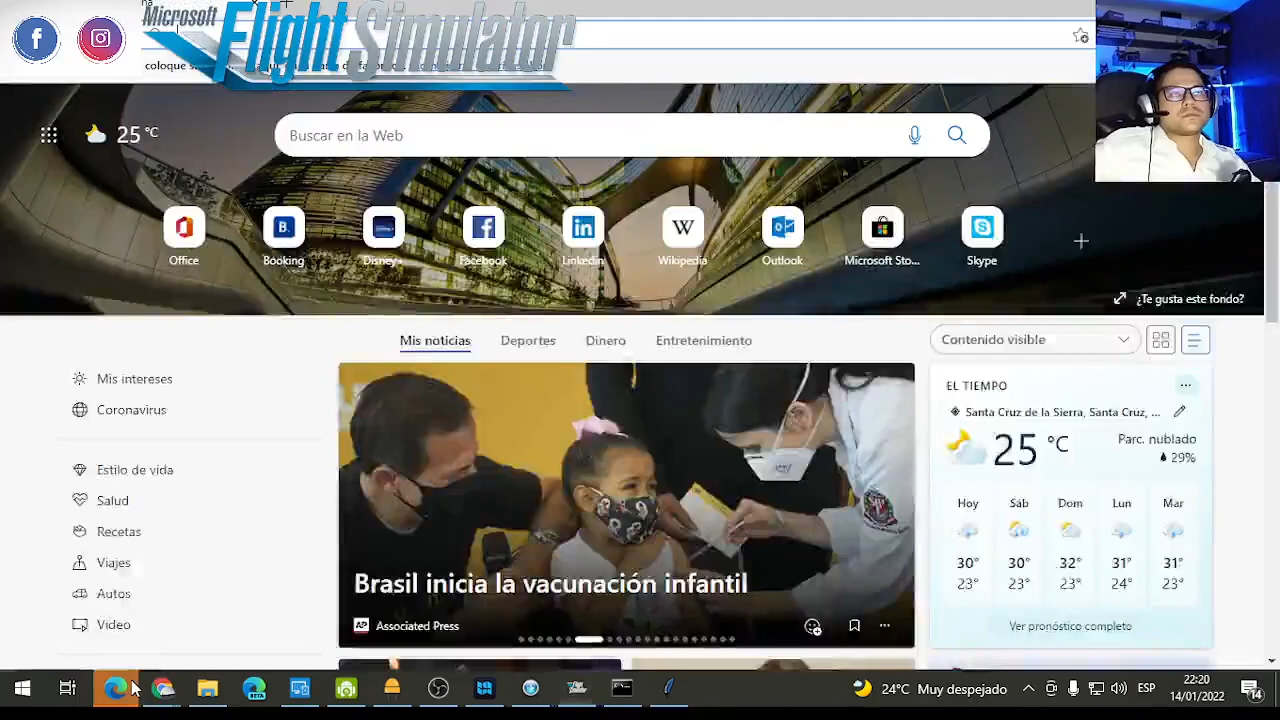 Microsoft
Flight Simulator
coloque
25 °C
Buscar en la Web
Office
Booking
Disney+
Facebook
LinkedIn
Wikipedia
Outlook
Microsoft Sto...
Skype
¿Te gusta este fondo?
Mis noticias
Deportes
Dinero
Entretenimiento
Contenido visible
Mis intereses
Coronavirus
Estilo de vida
Salud
Recetas
Viajes
Autos
Video
Brasil inicia la vacunación infantil
AP Associated Press
EL TIEMPO
Santa Cruz de la Sierra, Santa Cruz, ...
25 °C
Parc. nublado
29%
Hoy Sáb Dom Lun Mar
30° 30° 32° 31° 31°
23° 23° 23° 24° 23°
Ver pronóstico completo
24°C Muy despejado
ESP
22:20
14/01/2022
14